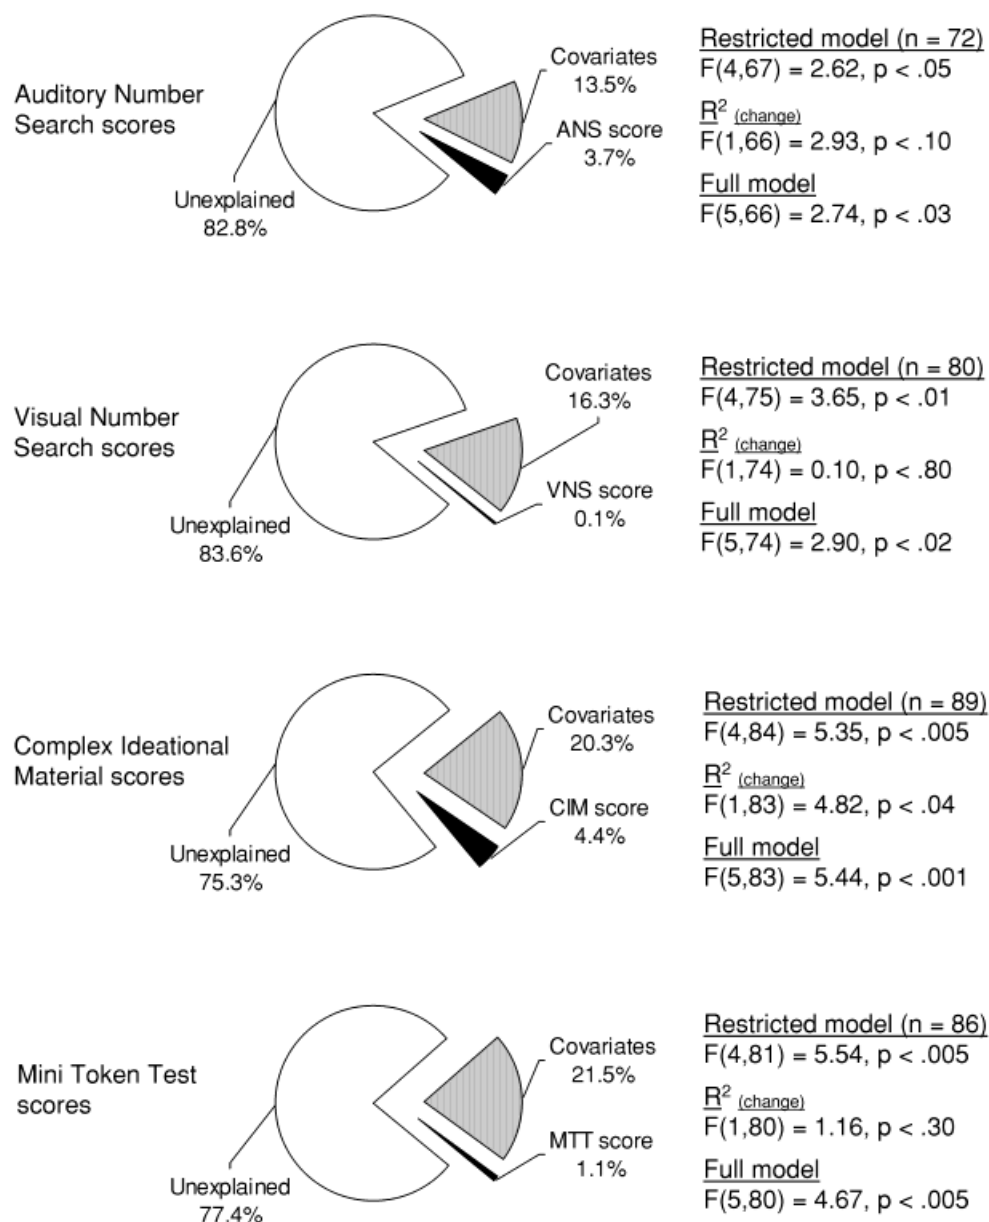 Auditory Number
Search scores
Unexplained
82.8%
Covariates
13.5%
ANS score
3.7%
Restricted model (n = 72)
F(4,67) = 2.62, p < .05
R² (change)
F(1,66) = 2.93, p < .10
Full model
F(5,66) = 2.74, p < .03
Visual Number
Search scores
Unexplained
83.6%
Covariates
16.3%
VNS score
0.1%
Restricted model (n = 80)
F(4,75) = 3.65, p < .01
R² (change)
F(1,74) = 0.10, p < .80
Full model
F(5,74) = 2.90, p < .02
Complex Ideational
Material scores
Unexplained
75.3%
Covariates
20.3%
CIM score
4.4%
Restricted model (n = 89)
F(4,84) = 5.35, p < .005
R² (change)
F(1,83) = 4.82, p < .04
Full model
F(5,83) = 5.44, p < .001
Mini Token Test
scores
Unexplained
77.4%
Covariates
21.5%
MTT score
1.1%
Restricted model (n = 86)
F(4,81) = 5.54, p < .005
R² (change)
F(1,80) = 1.16, p < .30
Full model
F(5,80) = 4.67, p < .005